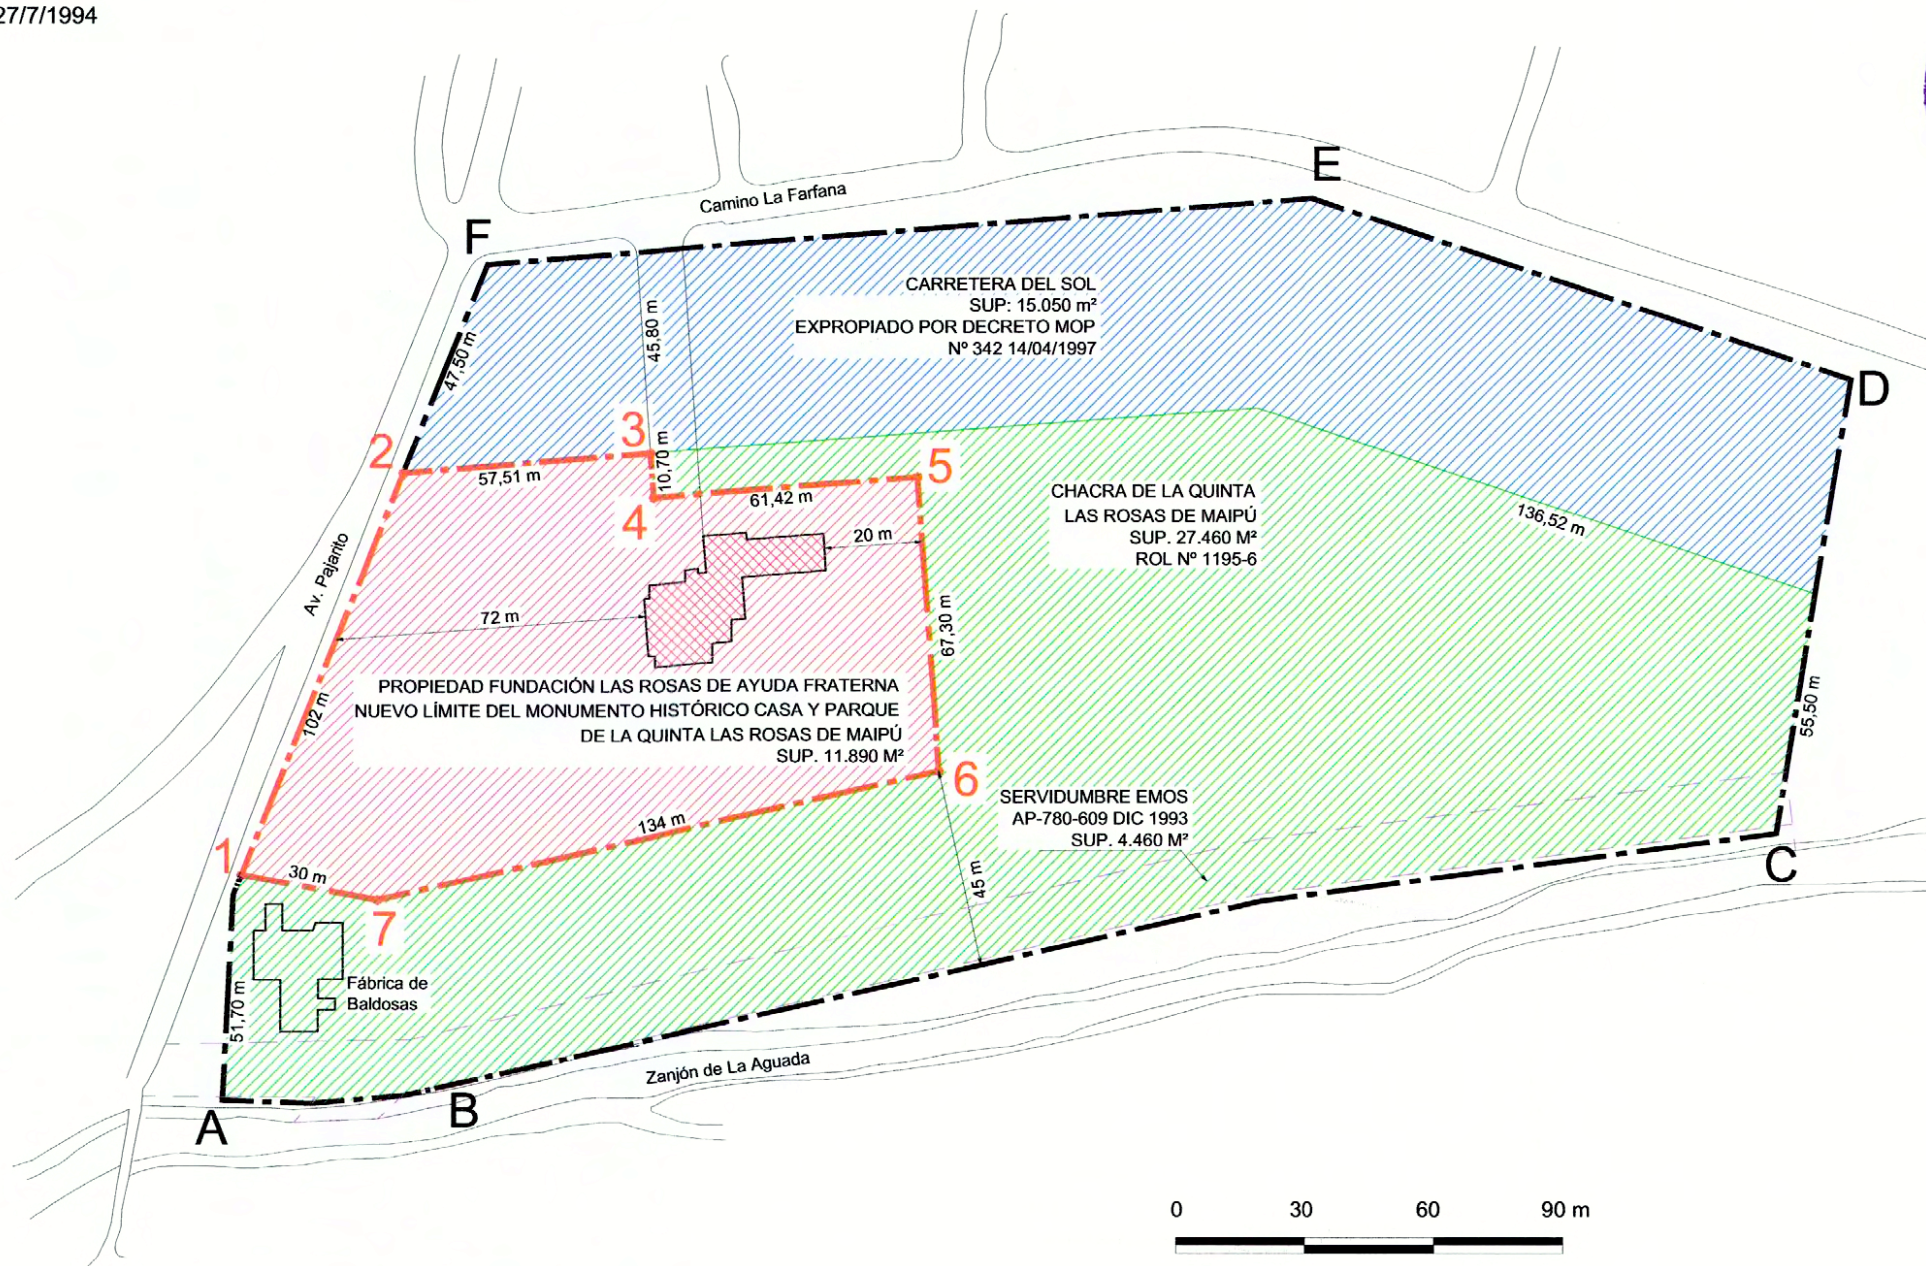 27/7/1994
E
Camino La Farfana
F
CARRETERA DEL SOL
SUP: 15.050 m²
EXPROPIADO POR DECRETO MOP
Nº 342 14/04/1997
45,80 m
47,50 m
D
2
3
57,51 m
10,70 m
5
4
61,42 m
CHACRA DE LA QUINTA
LAS ROSAS DE MAIPÚ
SUP. 27.460 M²
ROL Nº 1195-6
136,52 m
20 m
Av. Pajarito
72 m
67,30 m
PROPIEDAD FUNDACIÓN LAS ROSAS DE AYUDA FRATERNA
NUEVO LÍMITE DEL MONUMENTO HISTÓRICO CASA Y PARQUE
DE LA QUINTA LAS ROSAS DE MAIPÚ
SUP. 11.890 M²
102 m
55,50 m
6
SERVIDUMBRE EMOS
AP-780-609 DIC 1993
SUP. 4.460 M²
134 m
1
30 m
7
45 m
C
Fábrica de
Baldosas
51,70 m
Zanjón de La Aguada
A
B
0 30 60 90 m